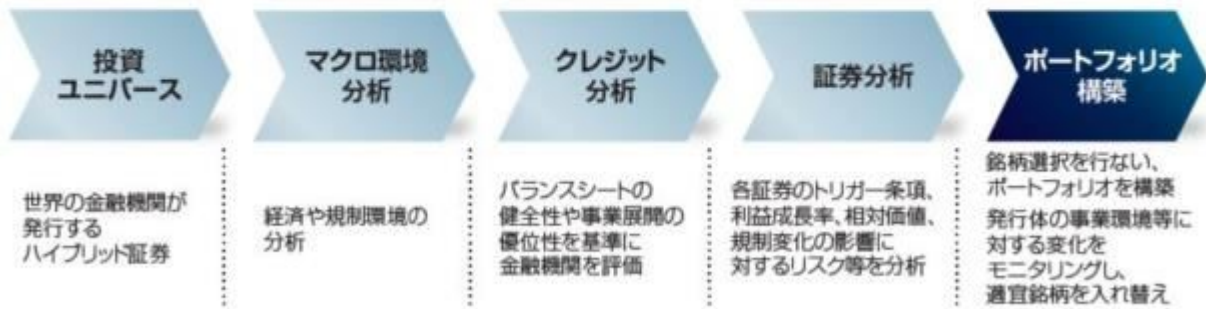 投資
ユニバース
世界の金融機関が
発行する
ハイブリッド証券
マクロ環境
分析
経済や規制環境の
分析
クレジット
分析
バランスシートの
健全性や事業展開の
優位性を基準に
金融機関を評価
証券分析
各証券のトリガー条項、
利益成長率、相対価値、
規制変化の影響に
対するリスク等を分析
ポートフォリオ
構築
銘柄選択を行ない、
ポートフォリオを構築
発行体の事業環境等に
対する変化を
モニタリングし、
適宜銘柄を入れ替え